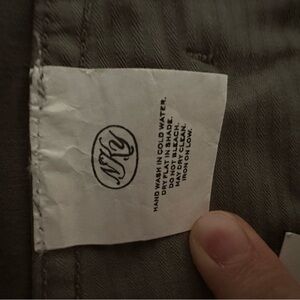 HAND WASH IN COLD WATER.
DRY FLAT IN SHADE.
DO NOT BLEACH.
MAY DRY CLEAN.
IRON ON LOW.